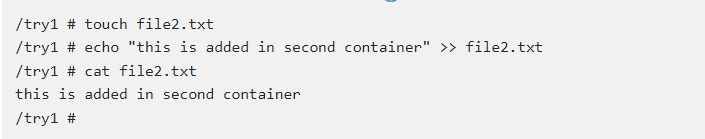 /try1 # touch file2.txt
/try1 # echo "this is added in second container" >> file2.txt
/try1 # cat file2.txt
this is added in second container
/try1 #